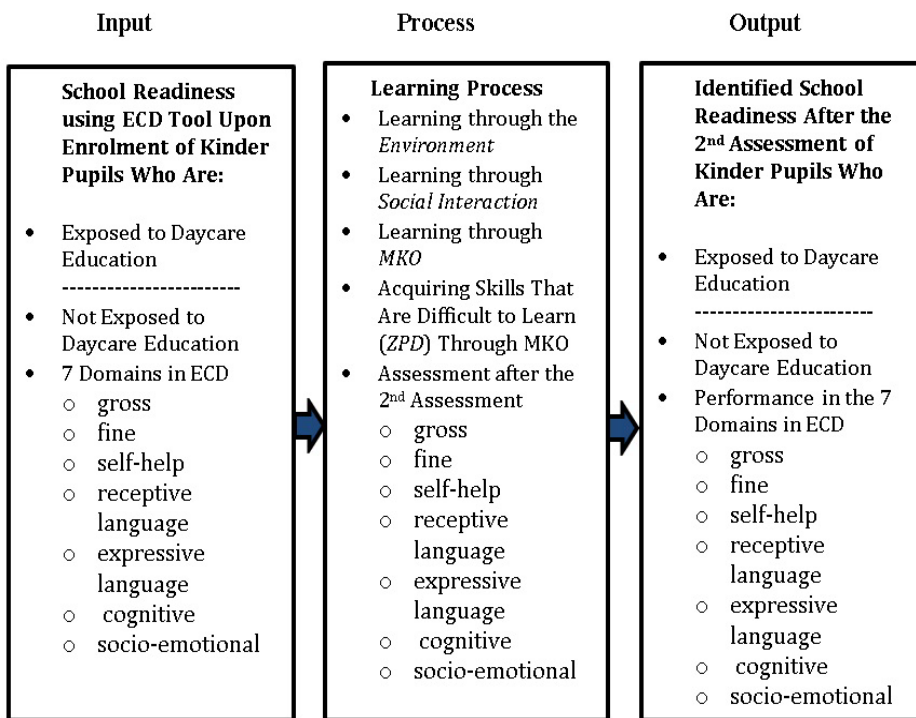 Input
Process
Output
School Readiness
using ECD Tool Upon
Enrolment of Kinder
Pupils Who Are:
• Exposed to Daycare
Education
------------------------
• Not Exposed to
Daycare Education
• 7 Domains in ECD
o gross
o fine
o self-help
o receptive
language
o expressive
language
o cognitive
o socio-emotional
Learning Process
• Learning through the
Environment
• Learning through
Social Interaction
• Learning through
MKO
• Acquiring Skills That
Are Difficult to Learn
(ZPD) Through MKO
• Assessment after the
2nd Assessment
o gross
o fine
o self-help
o receptive
language
o expressive
language
o cognitive
o socio-emotional
Identified School
Readiness After the
2nd Assessment of
Kinder Pupils Who
Are:
• Exposed to Daycare
Education
------------------------
• Not Exposed to
Daycare Education
• Performance in the 7
Domains in ECD
o gross
o fine
o self-help
o receptive
language
o expressive
language
o cognitive
o socio-emotional